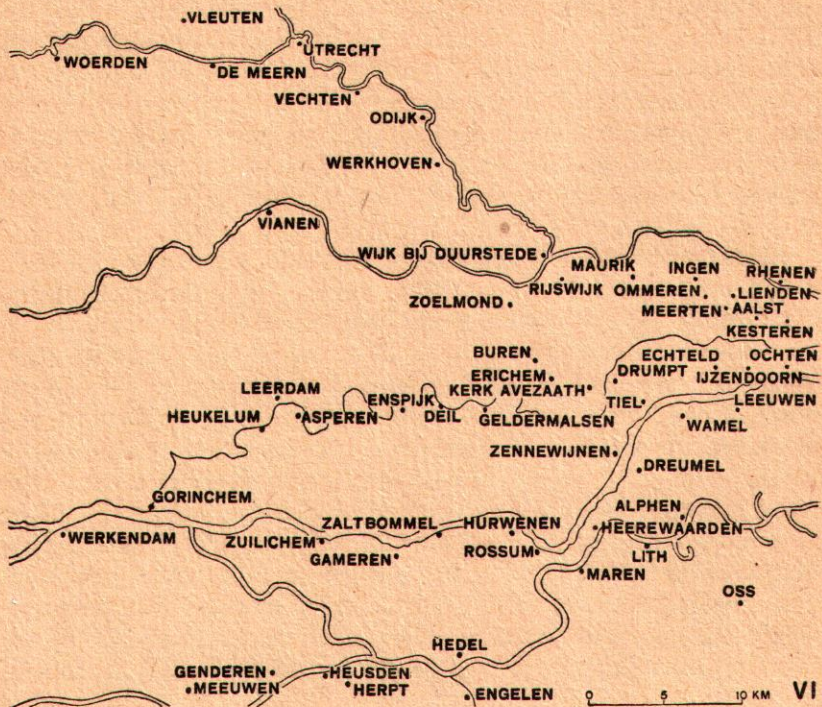 VLEUTEN
UTRECHT
WOERDEN
DE MEERN
VECHTEN
ODIJK
WERKHOVEN
VIANEN
WIJK BIJ DUURSTEDE
MAURIK
INGEN
RHENEN
RIJSWIJK
OMMEREN
LIENDEN
ZOELMOND
MEERTEN
AALST
KESTEREN
BUREN
ECHTELD
OCHTEN
ERICHEM
DRUMPT
IJZENDOORN
LEERDAM
KERK AVEZAATH
ENSPIJK
TIEL
LEEUWEN
HEUKELUM
ASPEREN
DEIL
GELDERMALSEN
WAMEL
ZENNEWIJNEN
DREUMEL
GORINCHEM
ALPHEN
ZALTBOMMEL
HURWENEN
HEEREWAARDEN
WERKENDAM
ZUILICHEM
GAMEREN
ROSSUM
LITH
MAREN
OSS
HEDEL
GENDEREN
HEUSDEN
MEEUWEN
HERPT
ENGELEN
0 5 10 KM
VI